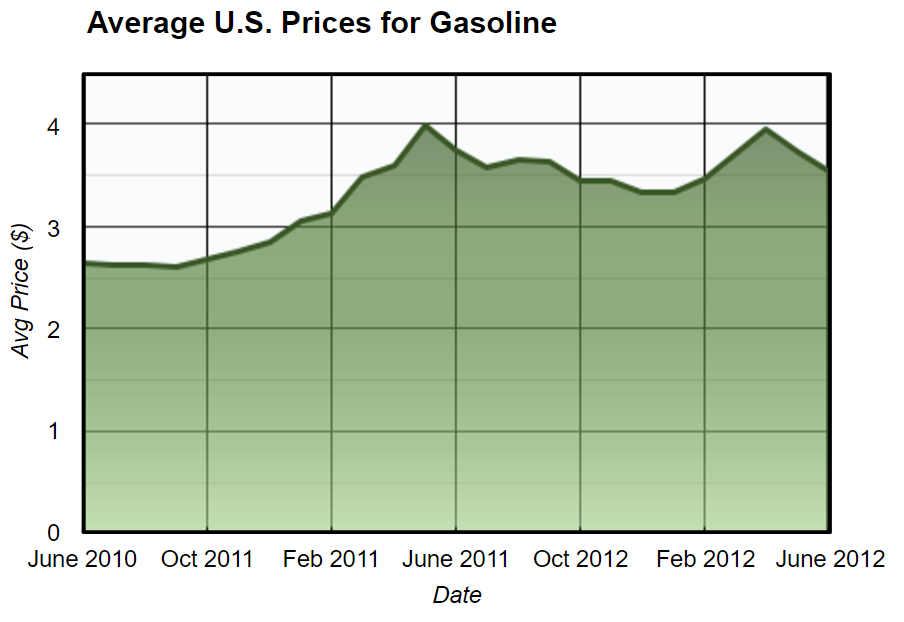 Average U.S. Prices for Gasoline
4
3
2
1
0
Avg Price ($)
June 2010 Oct 2011 Feb 2011 June 2011 Oct 2012 Feb 2012 June 2012
Date